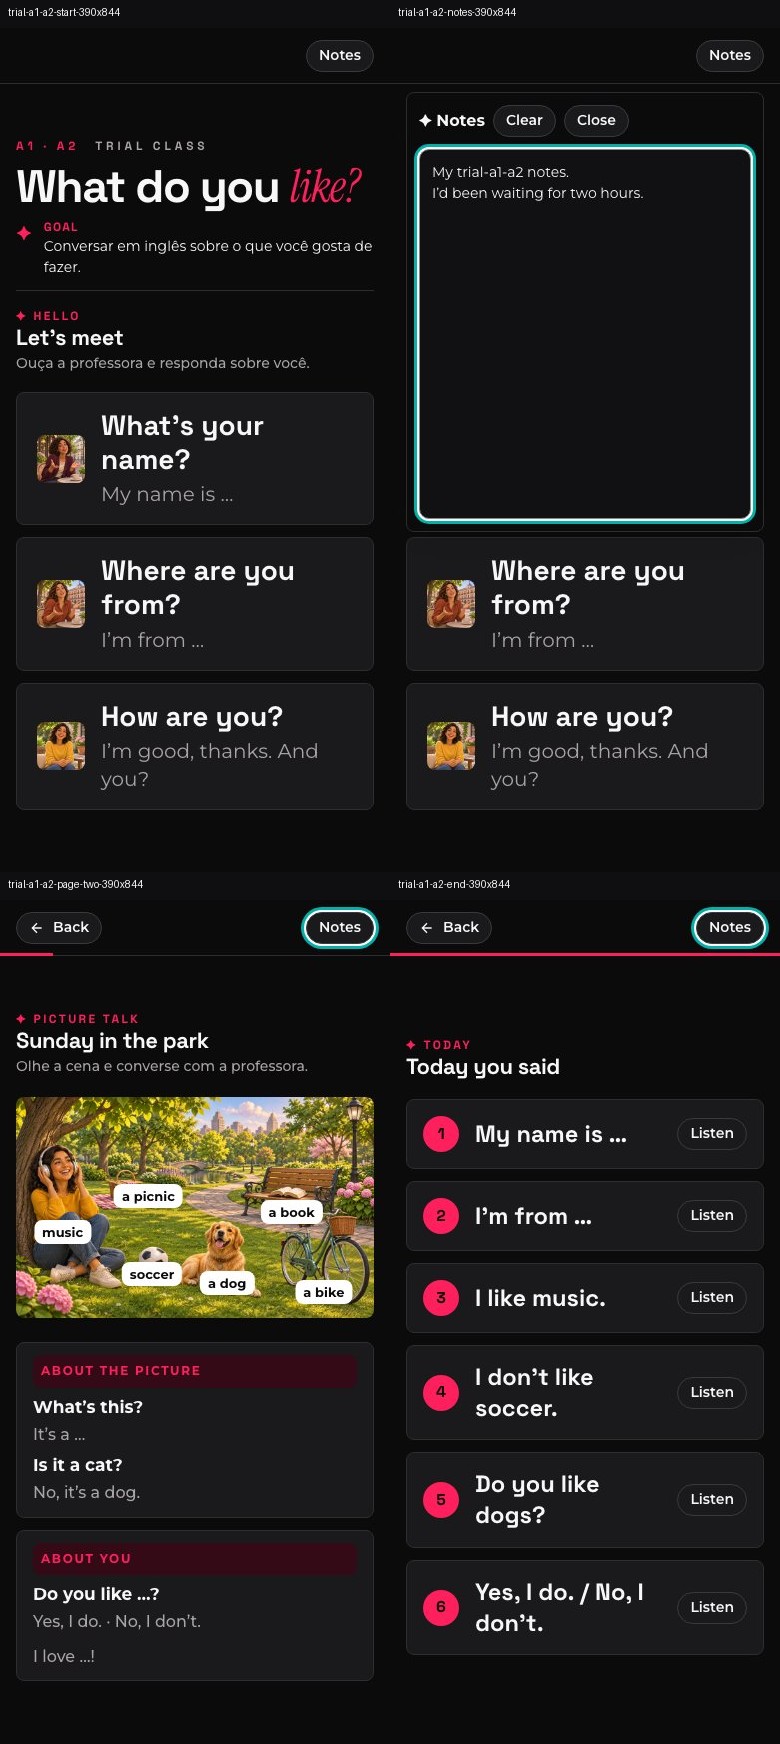 trial-a1-a2-start-390x844
Notes
A1 · A2 TRIAL CLASS
What do you like?
GOAL
Conversar em inglês sobre o que você gosta de
fazer.
HELLO
Let’s meet
Ouça a professora e responda sobre você.
What’s your
name?
My name is ...
Where are you
from?
I’m from ...
How are you?
I’m good, thanks. And
you?
trial-a1-a2-notes-390x844
Notes
Notes Clear Close
My trial-a1-a2 notes.
I’d been waiting for two hours.
Where are you
from?
I’m from ...
How are you?
I’m good, thanks. And
you?
trial-a1-a2-page-two-390x844
← Back Notes
PICTURE TALK
Sunday in the park
Olhe a cena e converse com a professora.
a picnic
a book
music
soccer
a dog
a bike
ABOUT THE PICTURE
What’s this?
It’s a ...
Is it a cat?
No, it’s a dog.
ABOUT YOU
Do you like ...?
Yes, I do. · No, I don’t.
I love ...!
trial-a1-a2-end-390x844
← Back Notes
TODAY
Today you said
1 My name is ... Listen
2 I’m from ... Listen
3 I like music. Listen
4 I don’t like
soccer. Listen
5 Do you like
dogs? Listen
6 Yes, I do. / No, I
don’t. Listen